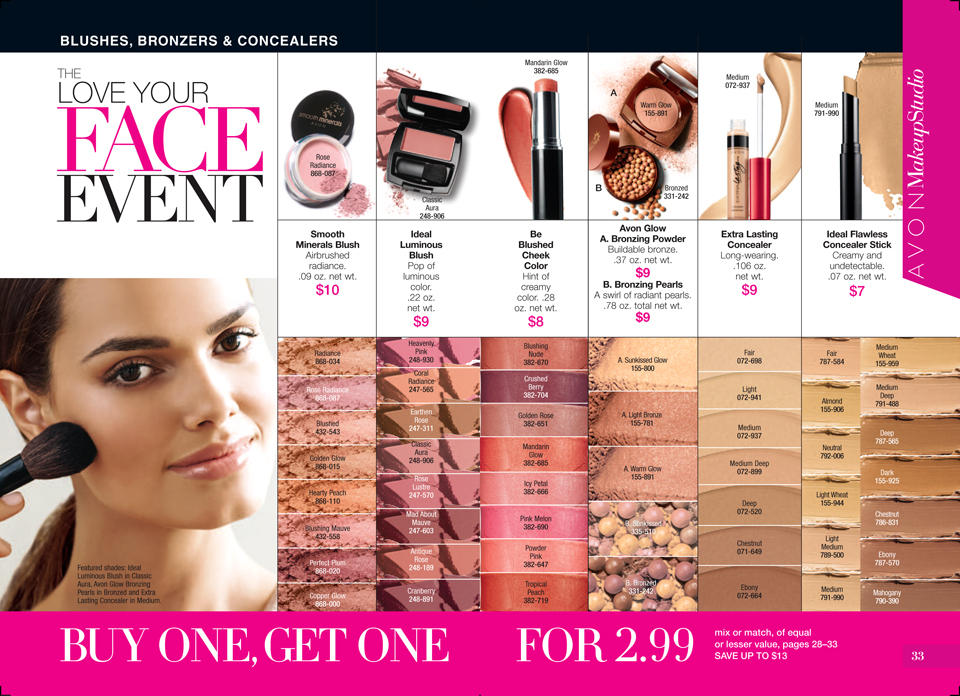 BLUSHES, BRONZERS & CONCEALERS
THE
LOVE YOUR
FACE
EVENT
Rose
Radiance
868-087
smooth minerals
AVON
Classic
Aura
248-906
Mandarin Glow
382-685
A
Warm Glow
155-891
B
Bronzed
331-242
Medium
072-937
Medium
791-990
AVON MakeupStudio
Smooth
Minerals Blush
Airbrushed
radiance.
.09 oz. net wt.
$10
Ideal
Luminous
Blush
Pop of
luminous
color.
.22 oz.
net wt.
$9
Be
Blushed
Cheek
Color
Hint of
creamy
color. .28
oz. net wt.
$8
Avon Glow
A. Bronzing Powder
Buildable bronze.
.37 oz. net wt.
$9
B. Bronzing Pearls
A swirl of radiant pearls.
.78 oz. total net wt.
$9
Extra Lasting
Concealer
Long-wearing.
.106 oz.
net wt.
$9
Ideal Flawless
Concealer Stick
Creamy and
undetectable.
.07 oz. net wt.
$7
Radiance
868-034
Rose Radiance
868-087
Blushed
432-543
Golden Glow
868-015
Hearty Peach
868-110
Blushing Mauve
432-558
Perfect Plum
868-020
Copper Glow
868-000
Heavenly
Pink
248-930
Coral
Radiance
247-565
Earthen
Rose
247-311
Classic
Aura
248-906
Rose
Lustre
247-570
Mad About
Mauve
247-603
Antique
Rose
248-189
Cranberry
248-891
Blushing
Nude
382-670
Crushed
Berry
382-704
Golden Rose
382-651
Mandarin
Glow
382-685
Icy Petal
382-666
Pink Melon
382-690
Powder
Pink
382-647
Tropical
Peach
382-719
A. Sunkissed Glow
155-800
A. Light Bronze
155-781
A. Warm Glow
155-891
B. Sunkissed
B. Bronzed
331-242
Fair
072-698
Light
072-941
Medium
072-937
Medium Deep
072-899
Deep
072-520
Chestnut
071-649
Ebony
072-664
Fair
787-584
Almond
155-906
Neutral
792-006
Light Wheat
155-944
Light
Medium
789-500
Medium
791-990
Medium
Wheat
155-959
Medium
Deep
791-488
Deep
787-565
Dark
155-925
Chestnut
786-831
Ebony
787-570
Mahogany
790-390
Featured shades: Ideal
Luminous Blush in Classic
Aura, Avon Glow Bronzing
Pearls in Bronzed and Extra
Lasting Concealer in Medium.
BUY ONE, GET ONE FOR 2.99
mix or match, of equal
or lesser value, pages 28–33
SAVE UP TO $13
33